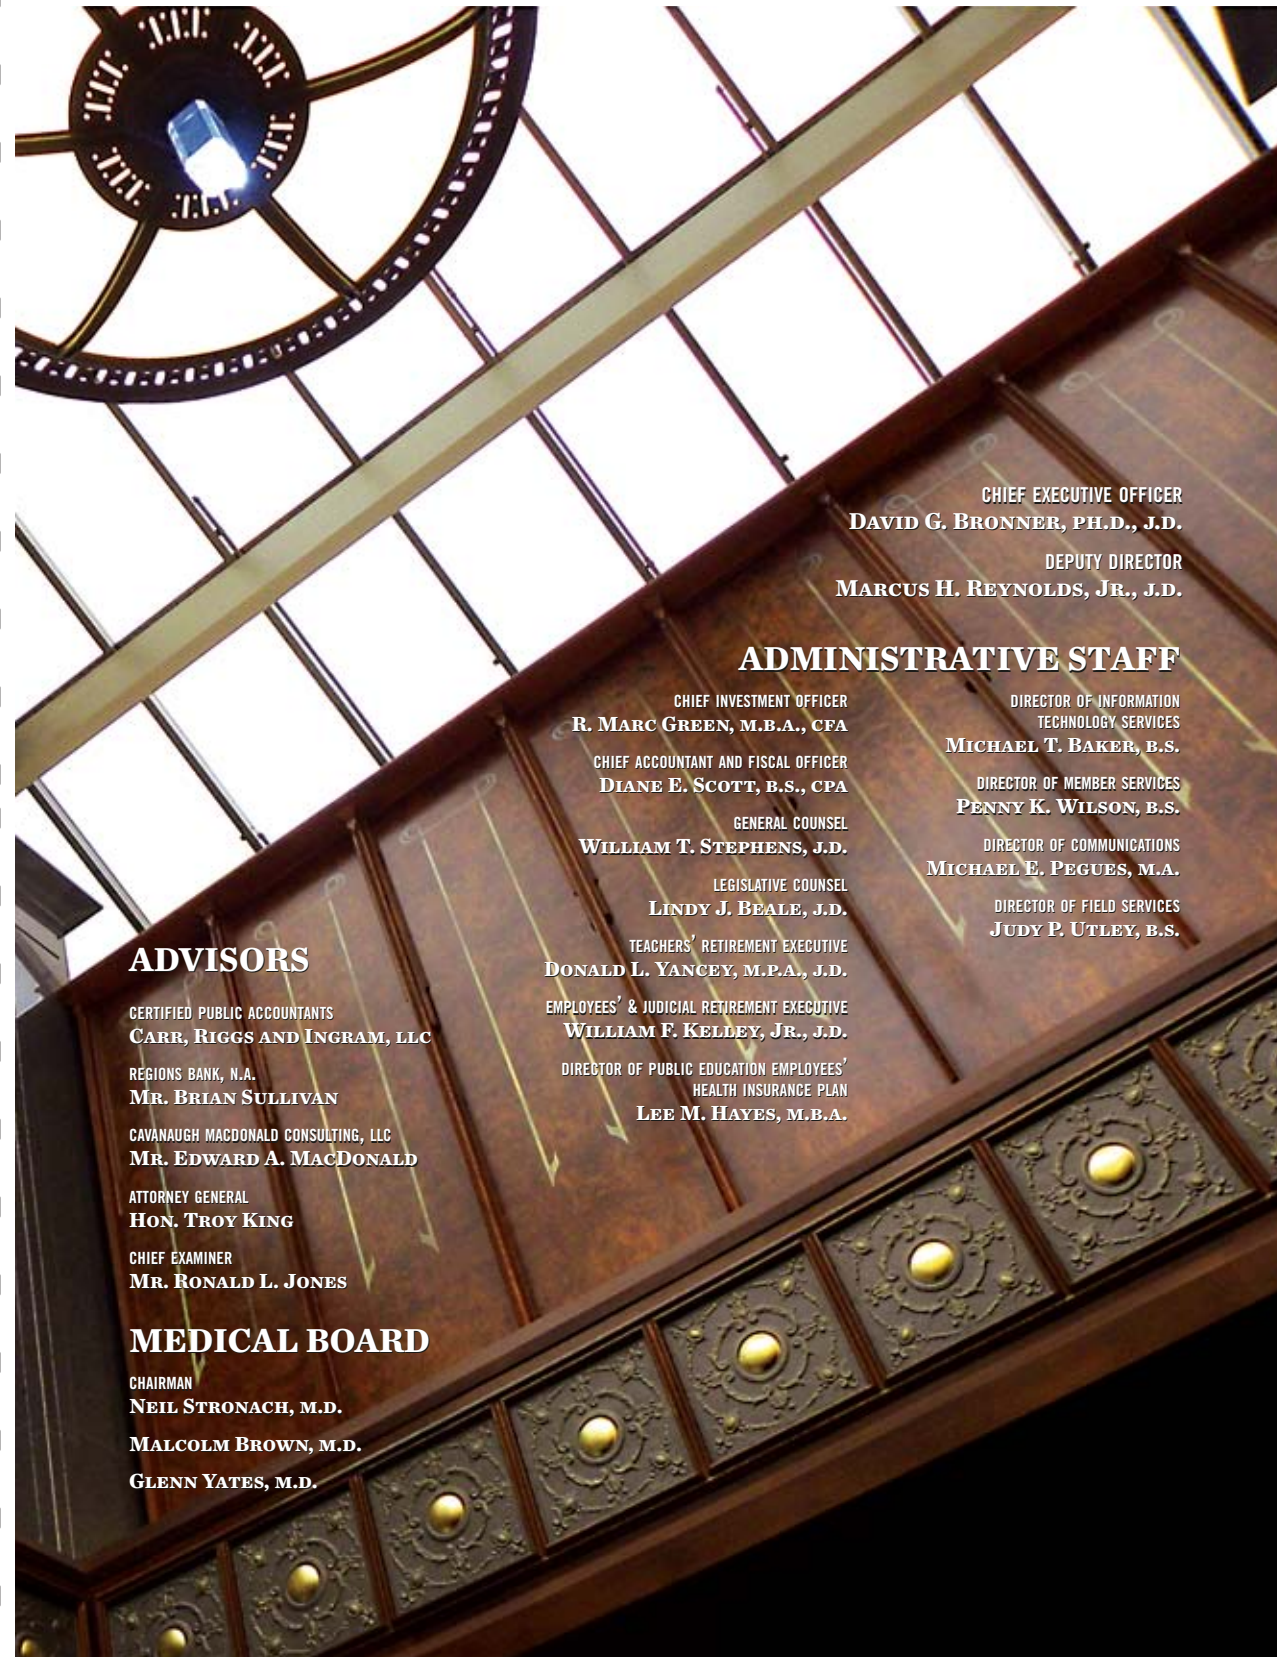 CHIEF EXECUTIVE OFFICER
DAVID G. BRONNER, PH.D., J.D.
DEPUTY DIRECTOR
MARCUS H. REYNOLDS, JR., J.D.
ADMINISTRATIVE STAFF
CHIEF INVESTMENT OFFICER
R. MARC GREEN, M.B.A., CFA
CHIEF ACCOUNTANT AND FISCAL OFFICER
DIANE E. SCOTT, B.S., CPA
GENERAL COUNSEL
WILLIAM T. STEPHENS, J.D.
LEGISLATIVE COUNSEL
LINDY J. BEALE, J.D.
TEACHERS' RETIREMENT EXECUTIVE
DONALD L. YANCEY, M.P.A., J.D.
EMPLOYEES' & JUDICIAL RETIREMENT EXECUTIVE
WILLIAM F. KELLEY, JR., J.D.
DIRECTOR OF PUBLIC EDUCATION EMPLOYEES'
HEALTH INSURANCE PLAN
LEE M. HAYES, M.B.A.
DIRECTOR OF INFORMATION
TECHNOLOGY SERVICES
MICHAEL T. BAKER, B.S.
DIRECTOR OF MEMBER SERVICES
PENNY K. WILSON, B.S.
DIRECTOR OF COMMUNICATIONS
MICHAEL E. PEGUES, M.A.
DIRECTOR OF FIELD SERVICES
JUDY P. UTLEY, B.S.
ADVISORS
CERTIFIED PUBLIC ACCOUNTANTS
CARR, RIGGS AND INGRAM, LLC
REGIONS BANK, N.A.
MR. BRIAN SULLIVAN
CAVANAUGH MACDONALD CONSULTING, LLC
MR. EDWARD A. MACDONALD
ATTORNEY GENERAL
HON. TROY KING
CHIEF EXAMINER
MR. RONALD L. JONES
MEDICAL BOARD
CHAIRMAN
NEIL STRONACH, M.D.
MALCOLM BROWN, M.D.
GLENN YATES, M.D.